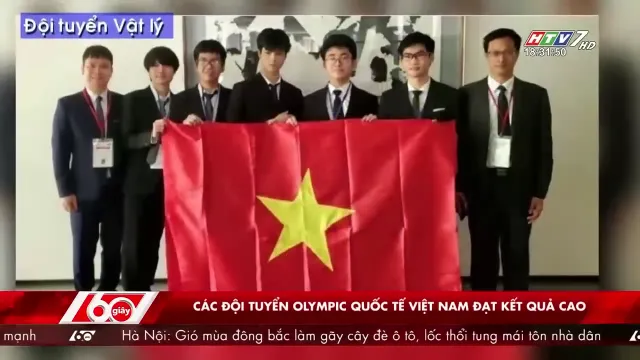 Đội tuyển Vật lý
HTV7 HD
18:31:50
60 giây
CÁC ĐỘI TUYỂN OLYMPIC QUỐC TẾ VIỆT NAM ĐẠT KẾT QUẢ CAO
mạnh 60 Hà Nội: Gió mùa đông bắc làm gãy cây đè ô tô, lốc thổi tung mái tôn nhà dân